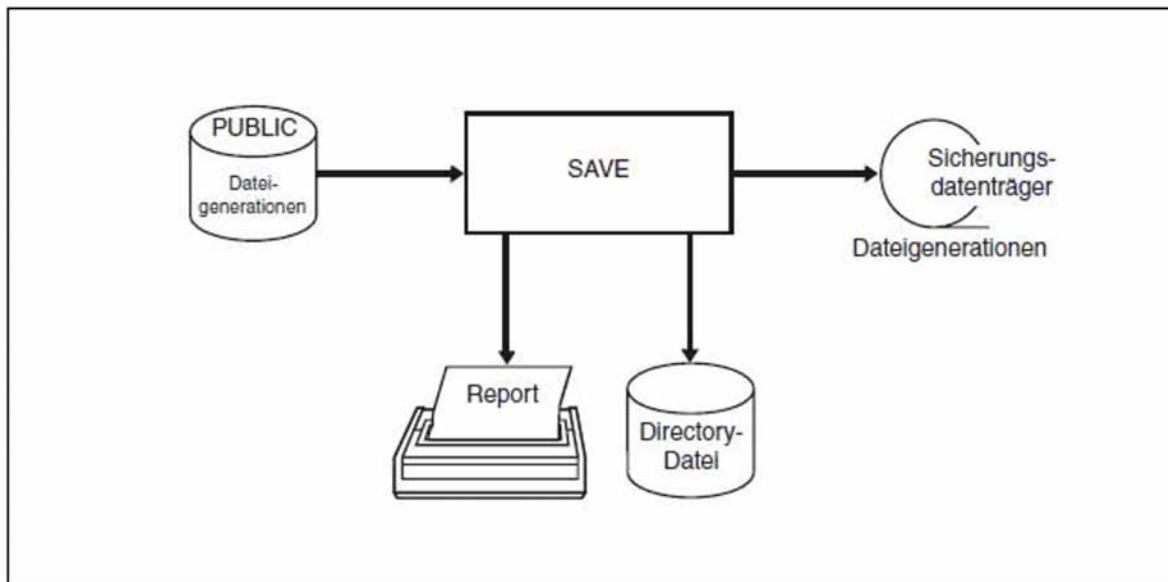 PUBLIC
Datei-
generationen
SAVE
Sicherungs-
datenträger
Dateigenerationen
Report
Directory-
Datei